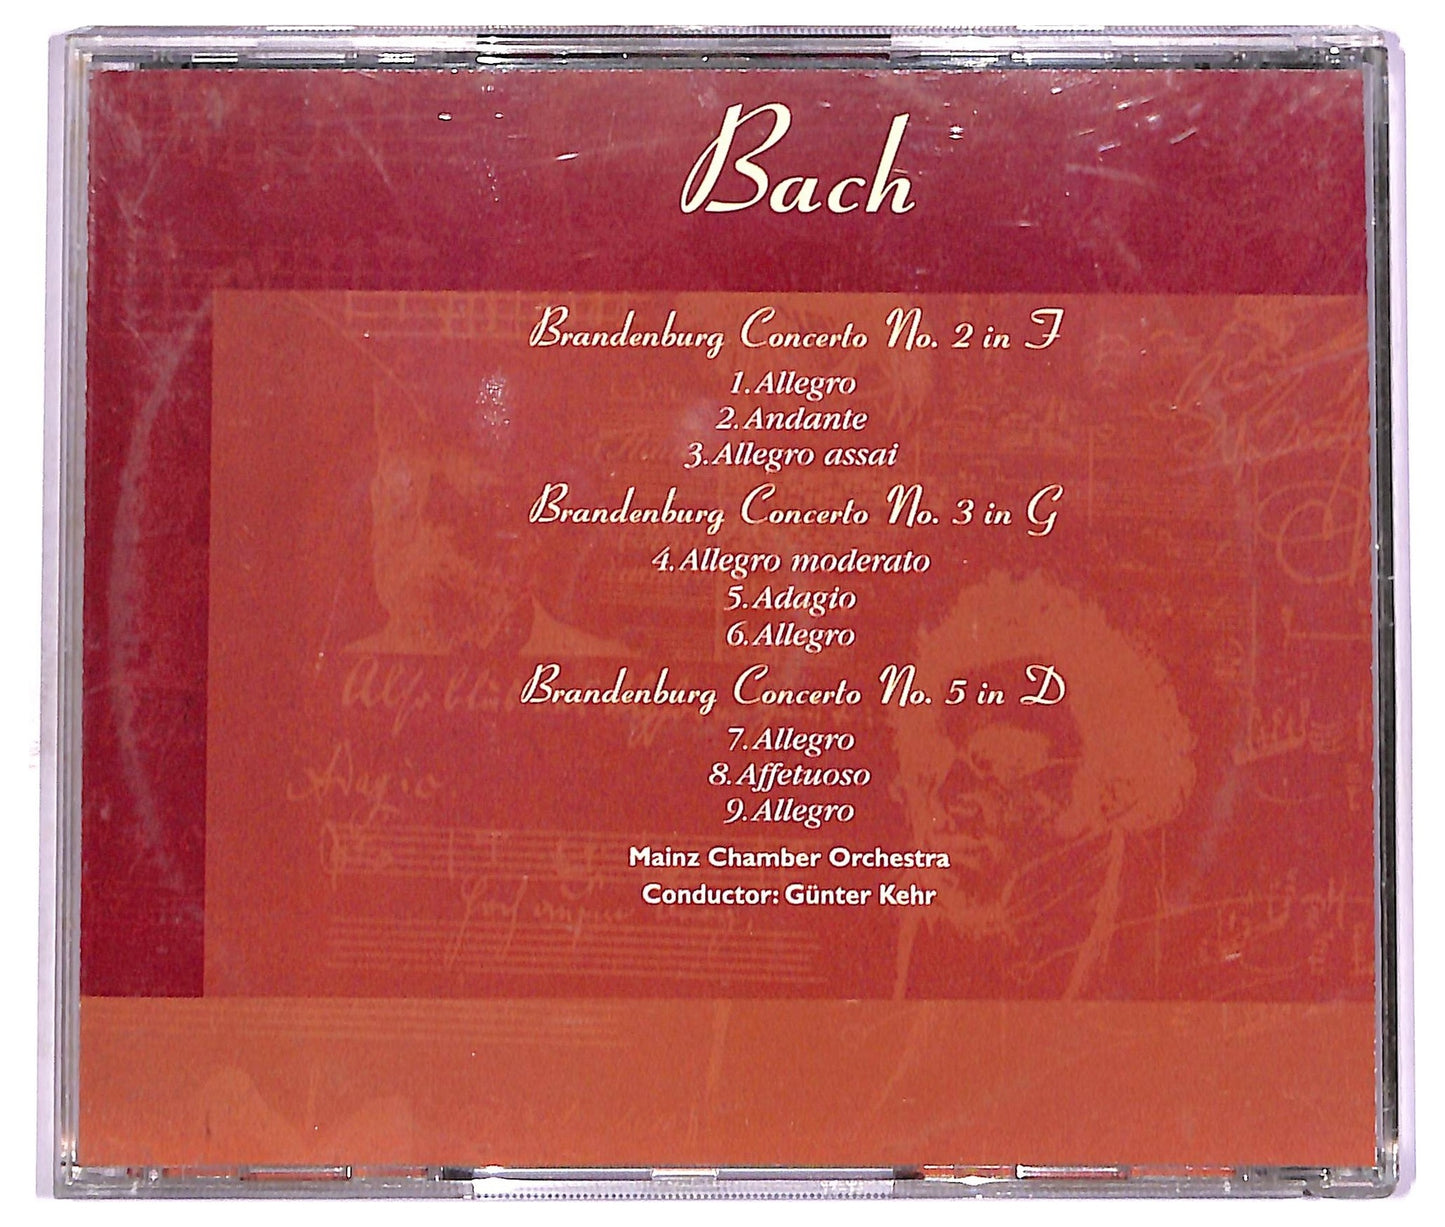 Bach
Brandenburg Concerto No. 2 in F
1. Allegro
2. Andante
3. Allegro assai
Brandenburg Concerto No. 3 in G
4. Allegro moderato
5. Adagio
6. Allegro
Brandenburg Concerto No. 5 in D
7. Allegro
8. Affetuoso
9. Allegro
Adagio
Mainz Chamber Orchestra
Conductor: Günter Kehr